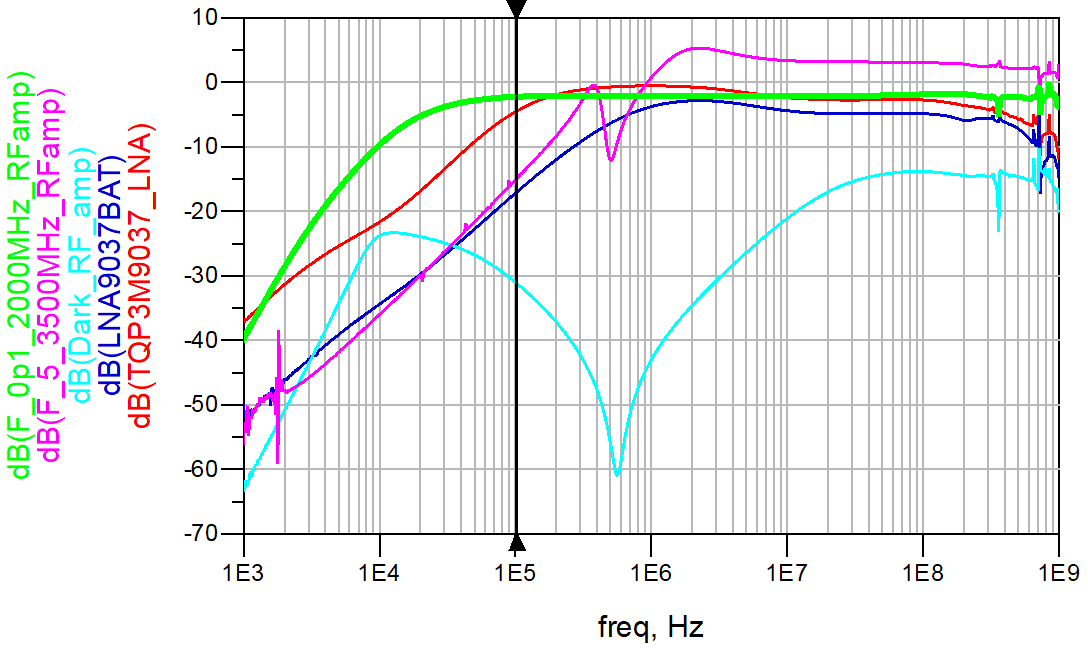 dB(F_0p1_2000MHz_RFamp)
dB(F_5_3500MHz_RFamp)
dB(Dark_RF_amp)
dB(LNA9037BAT)
dB(TQP3M9037_LNA)
10
0
-10
-20
-30
-40
-50
-60
-70
1E3 1E4 1E5 1E6 1E7 1E8 1E9
freq, Hz